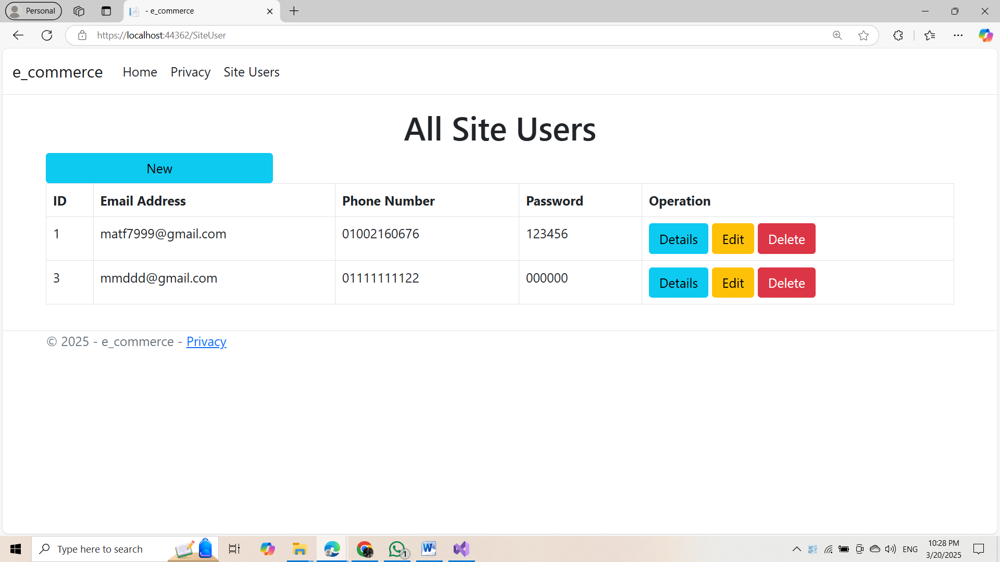 Personal
- e_commerce
https://localhost:44362/SiteUser
e_commerce Home Privacy Site Users
All Site Users
New
ID Email Address Phone Number Password Operation
1 matf7999@gmail.com 01002160676 123456 Details Edit Delete
3 mmddd@gmail.com 01111111122 000000 Details Edit Delete
© 2025 - e_commerce - Privacy
Type here to search
1
W
ENG
10:28 PM
3/20/2025